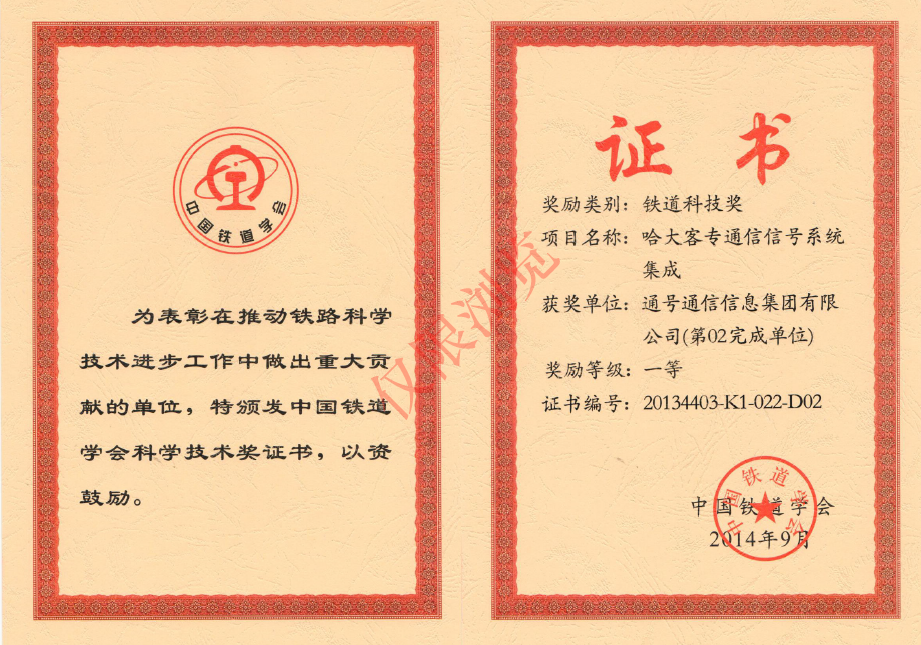 中国铁道学会
为表彰在推动铁路科学
技术进步工作中做出重大贡
献的单位，特颁发中国铁道
学会科学技术奖证书，以资
鼓励。
仅限浏览
证书
奖励类别：铁道科技奖
项目名称：哈大客专通信信号系统
集成
获奖单位：通号通信信息集团有限
公司(第02完成单位)
奖励等级：一等
证书编号：20134403-K1-022-D02
中国铁道学会
中国铁道学会
2014年9月